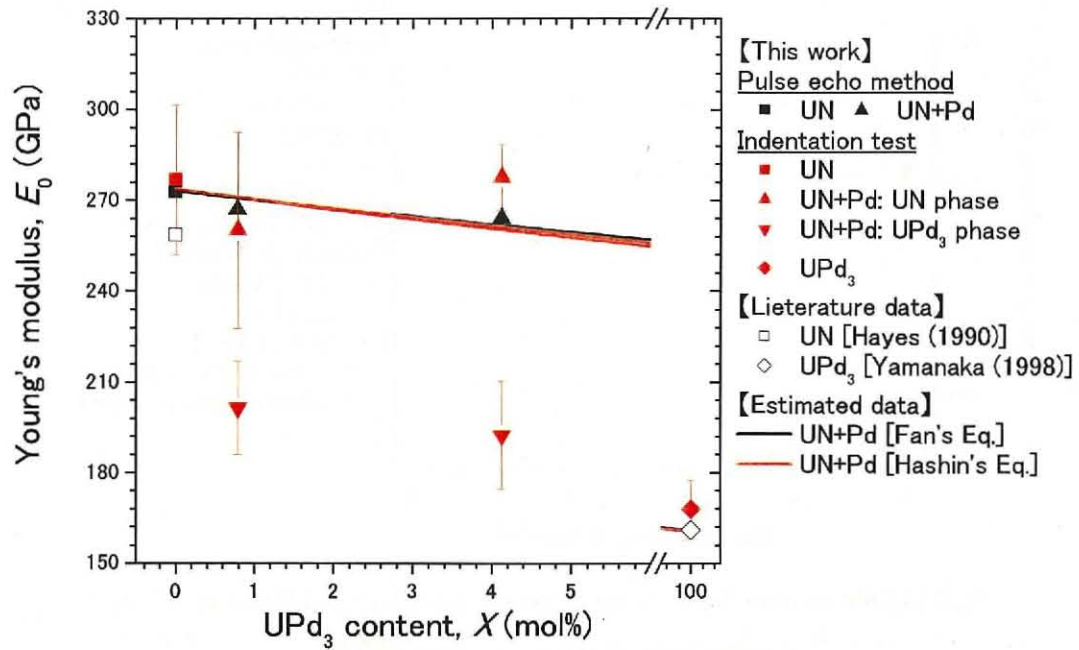 330
300
270
240
210
180
150
Young's modulus, E0 (GPa)
0 1 2 3 4 5 100
UPd3 content, X (mol%)
【This work】
Pulse echo method
UN UN+Pd
Indentation test
UN
UN+Pd: UN phase
UN+Pd: UPd3 phase
UPd3
【Lieterature data】
UN [Hayes (1990)]
UPd3 [Yamanaka (1998)]
【Estimated data】
UN+Pd [Fan's Eq.]
UN+Pd [Hashin's Eq.]